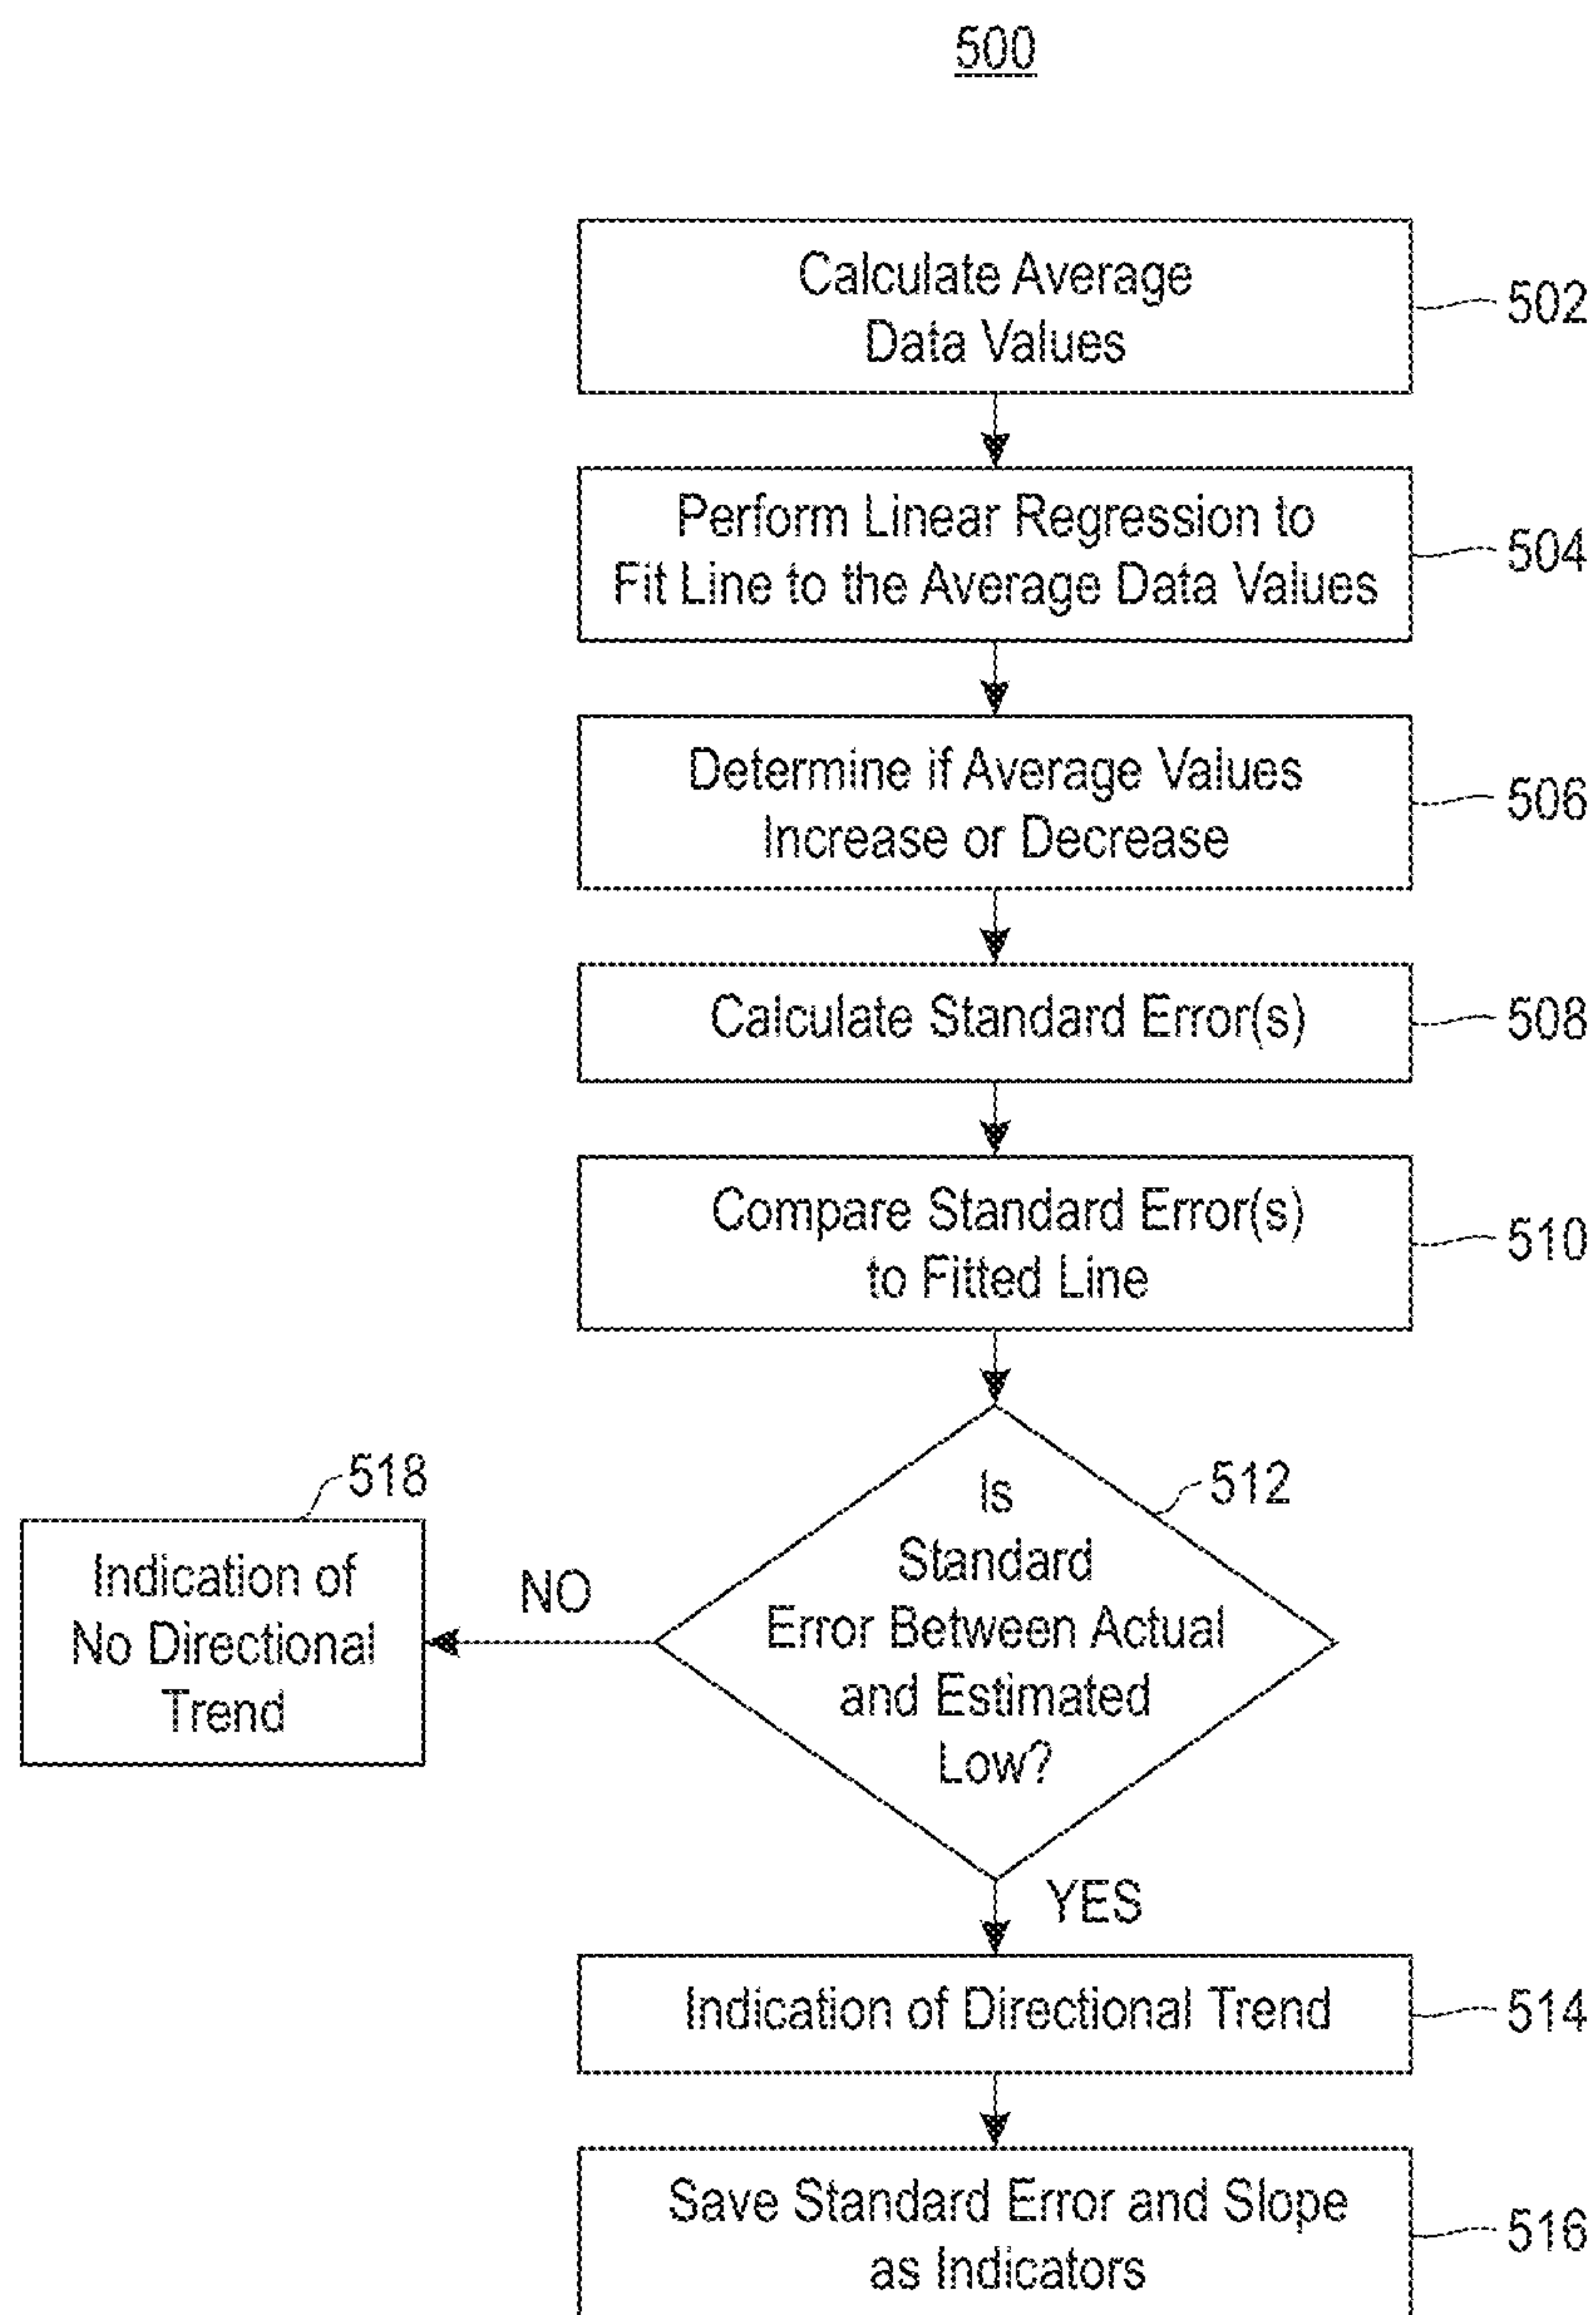 500
Calculate Average
Data Values
502
Perform Linear Regression to
Fit Line to the Average Data Values
504
Determine if Average Values
Increase or Decrease
506
Calculate Standard Error(s)
508
Compare Standard Error(s)
to Fitted Line
510
Is
Standard
Error Between Actual
and Estimated
Low?
512
518
Indication of
No Directional
Trend
NO
YES
Indication of Directional Trend
514
Save Standard Error and Slope
as Indicators
516